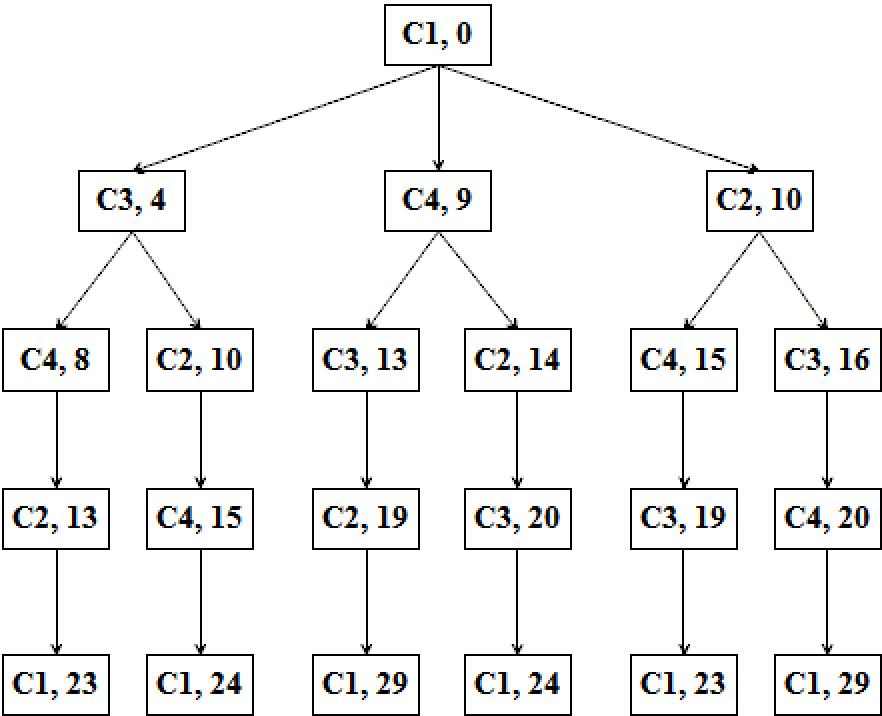 C1, 0
C3, 4
C4, 9
C2, 10
C4, 8
C2, 10
C3, 13
C2, 14
C4, 15
C3, 16
C2, 13
C4, 15
C2, 19
C3, 20
C3, 19
C4, 20
C1, 23
C1, 24
C1, 29
C1, 24
C1, 23
C1, 29